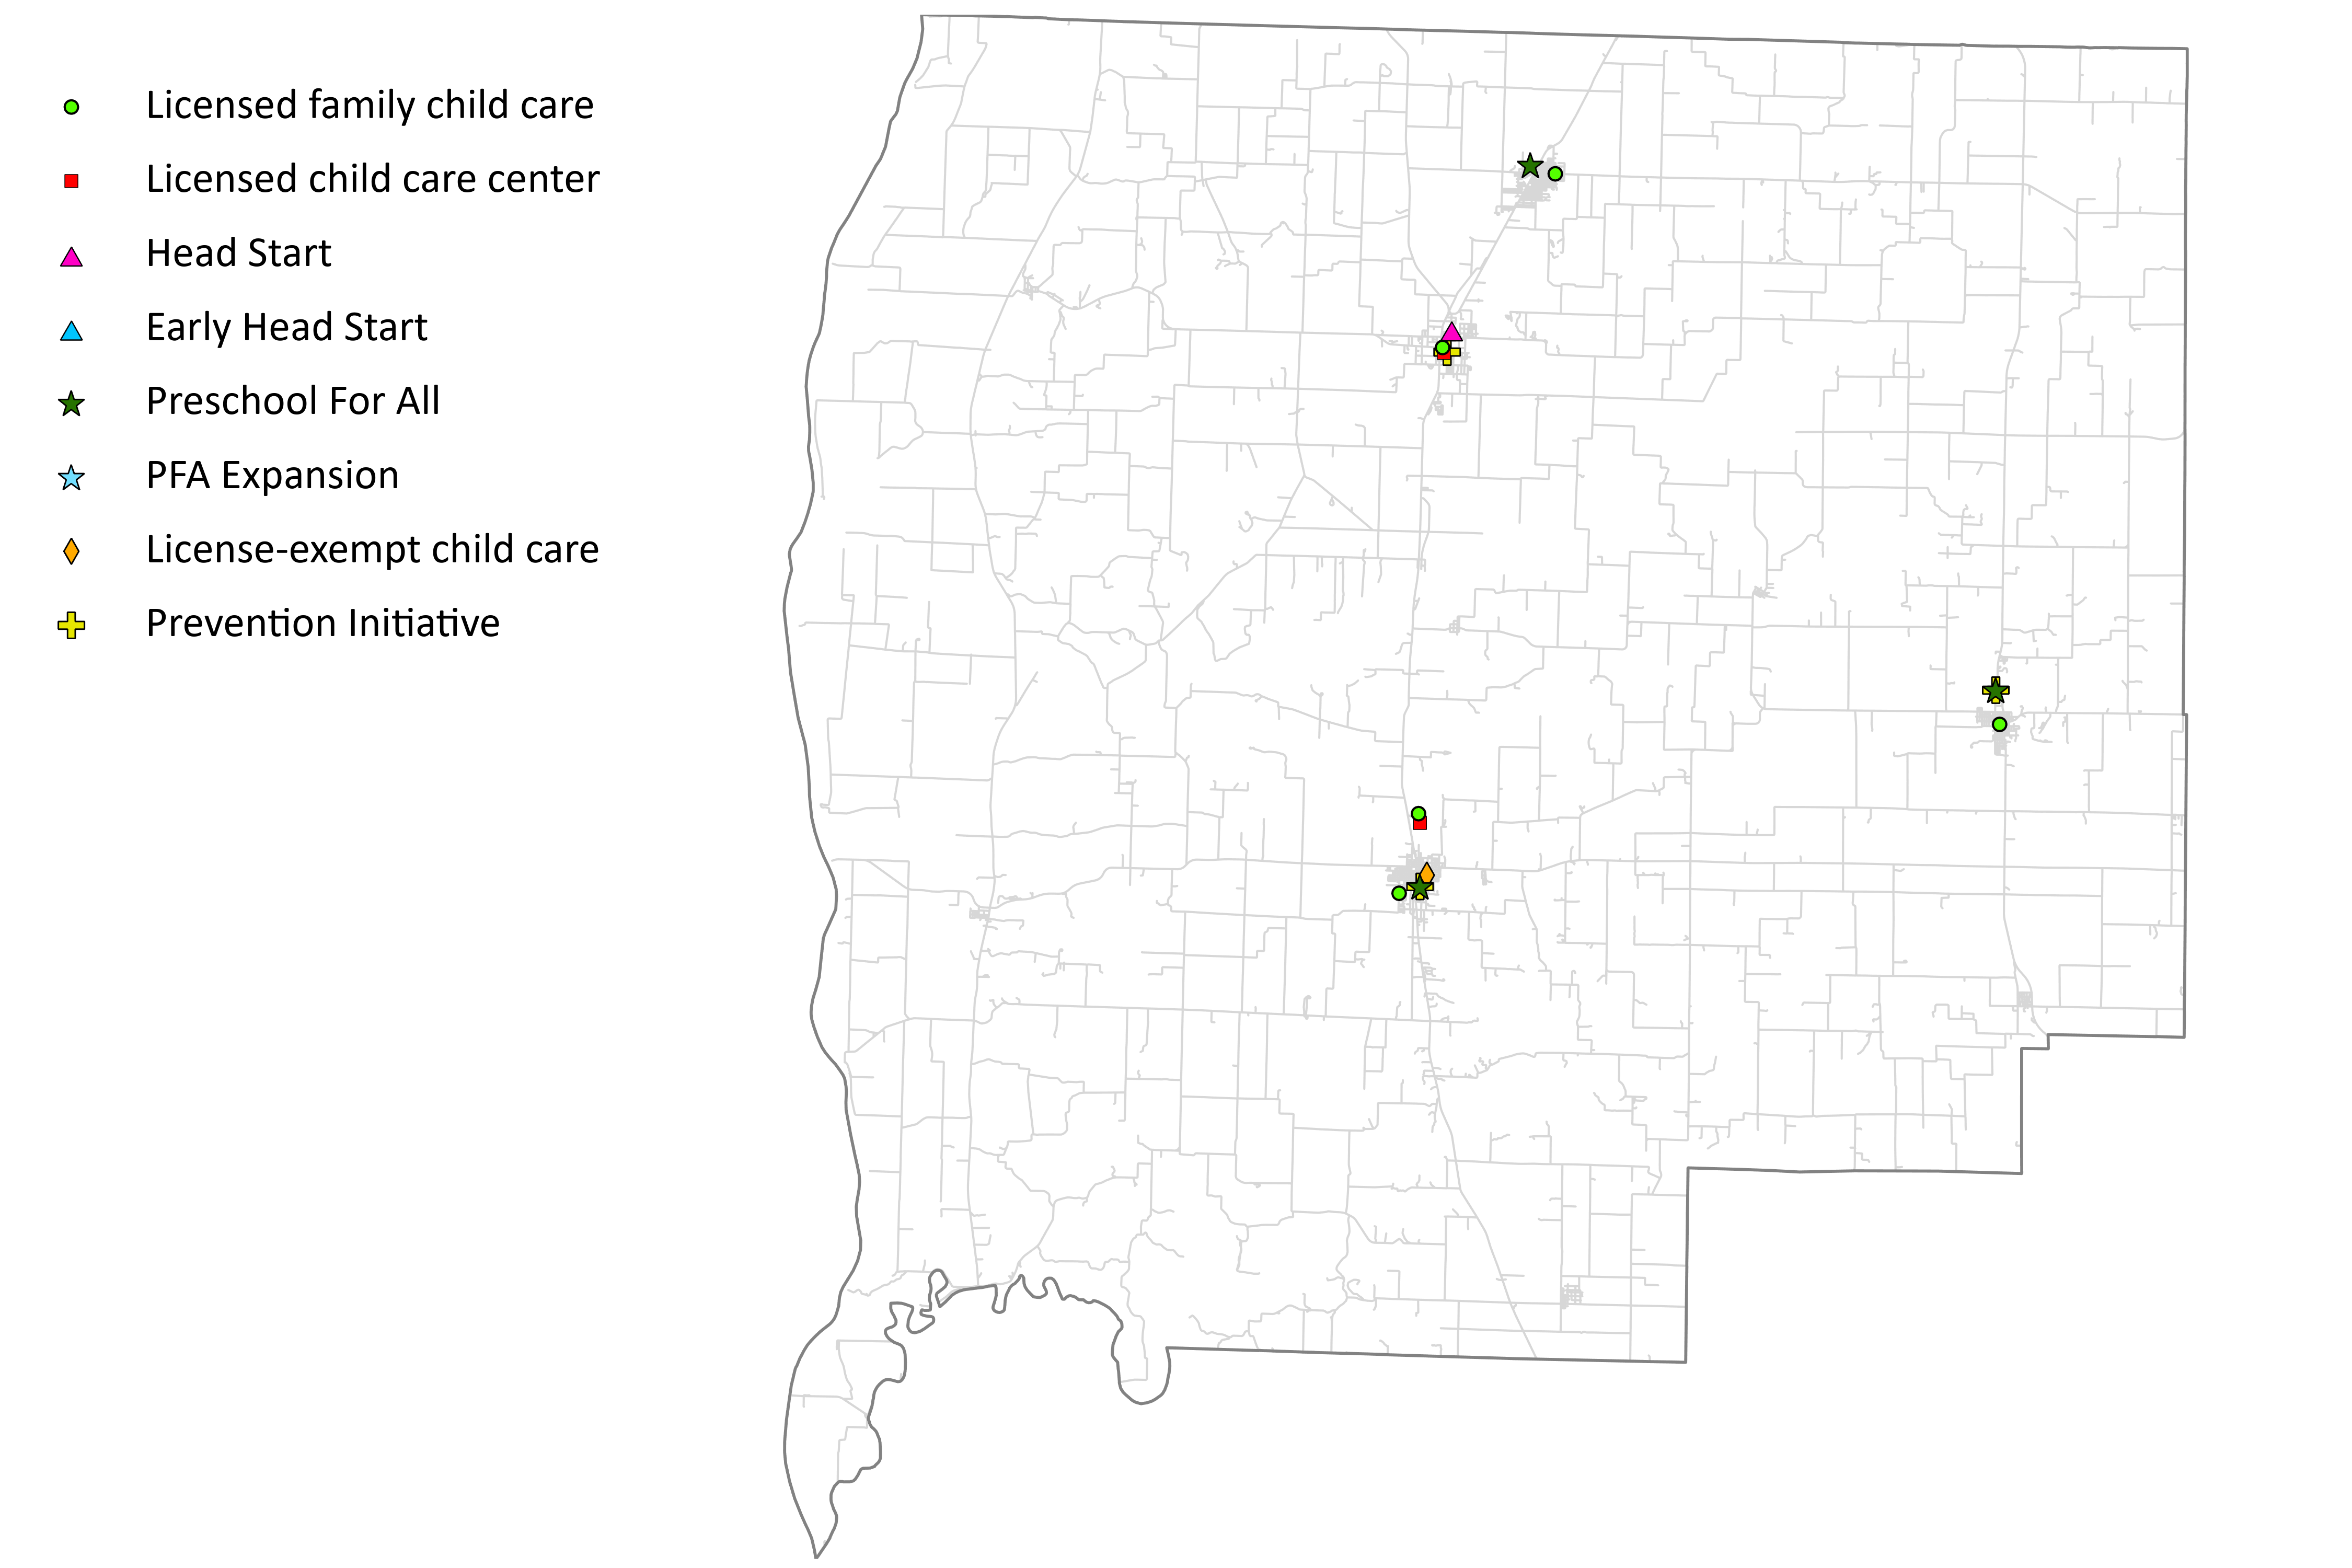 Licensed family child care
Licensed child care center
Head Start
Early Head Start
Preschool For All
PFA Expansion
License-exempt child care
Prevention Initiative